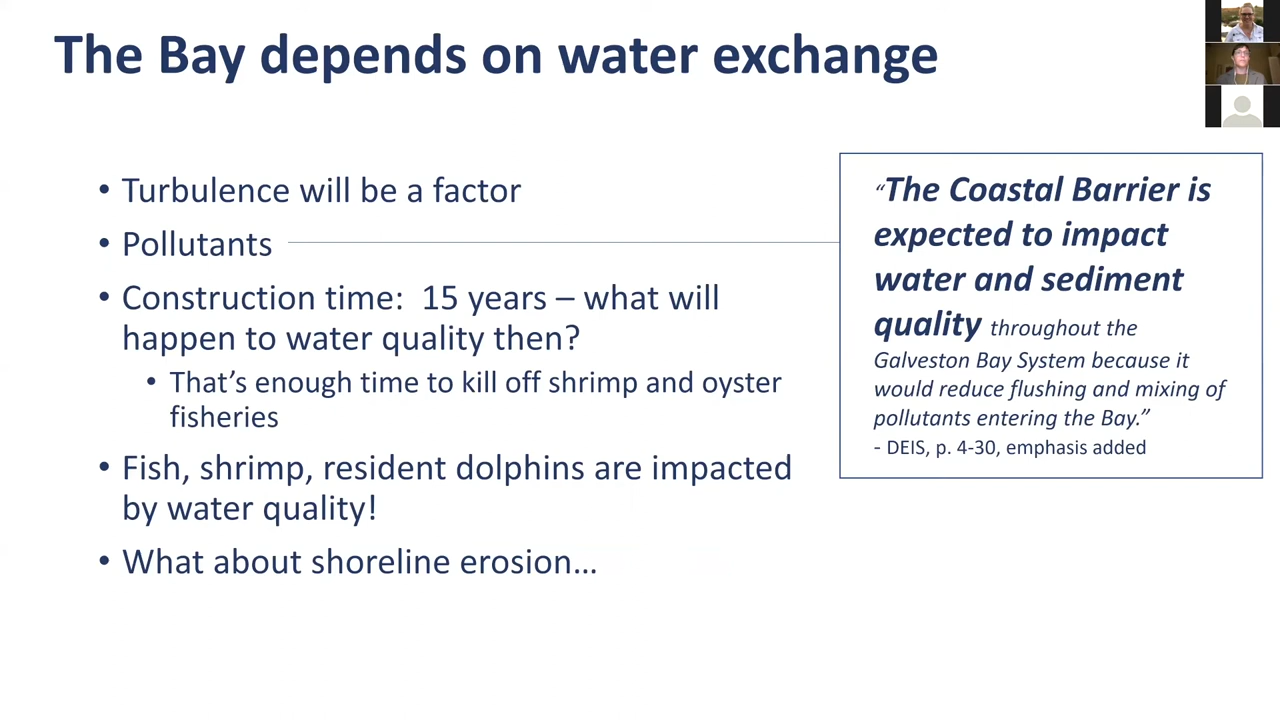 The Bay depends on water exchange
• Turbulence will be a factor
• Pollutants
• Construction time:  15 years – what will
happen to water quality then?
• That’s enough time to kill off shrimp and oyster
fisheries
• Fish, shrimp, resident dolphins are impacted
by water quality!
• What about shoreline erosion…
“The Coastal Barrier is
expected to impact
water and sediment
quality throughout the
Galveston Bay System because it
would reduce flushing and mixing of
pollutants entering the Bay.”
- DEIS, p. 4-30, emphasis added